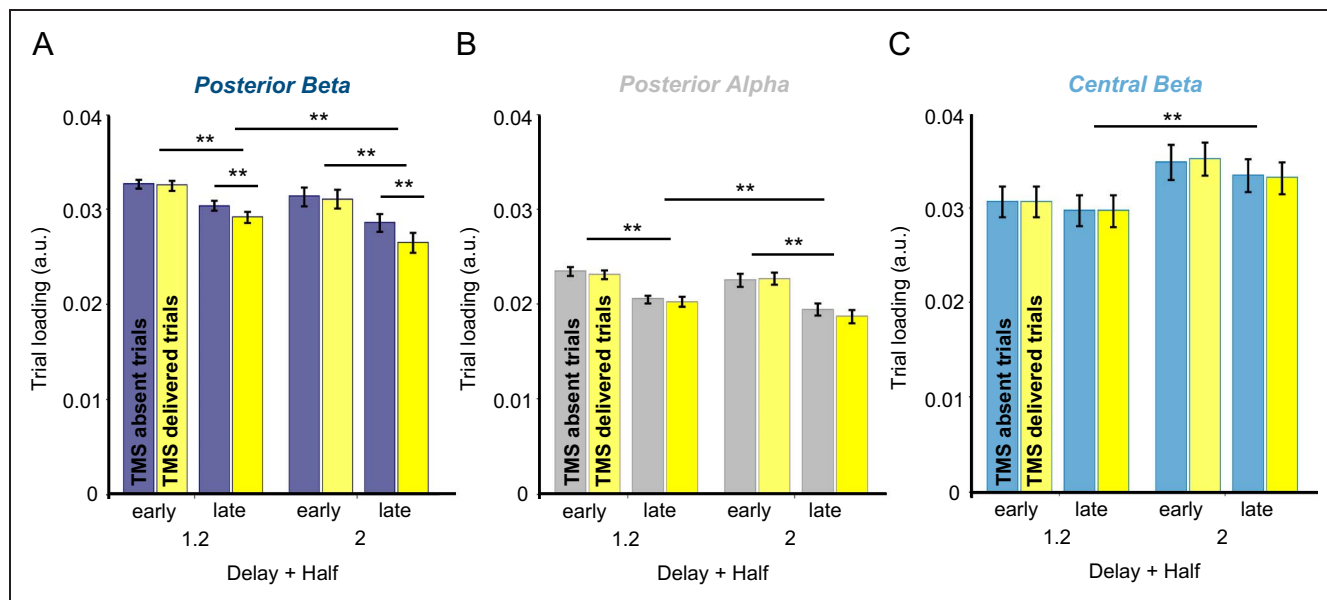 A
Posterior Beta
0.04
0.03
0.02
0.01
0
Trial loading (a.u.)
**
**
**
**
**
TMS absent trials
TMS delivered trials
early
late
early
late
1.2
2
Delay + Half
B
Posterior Alpha
0.04
0.03
0.02
0.01
0
Trial loading (a.u.)
**
**
**
TMS absent trials
TMS delivered trials
early
late
early
late
1.2
2
Delay + Half
C
Central Beta
0.04
0.03
0.02
0.01
0
Trial loading (a.u.)
**
TMS absent trials
TMS delivered trials
early
late
early
late
1.2
2
Delay + Half